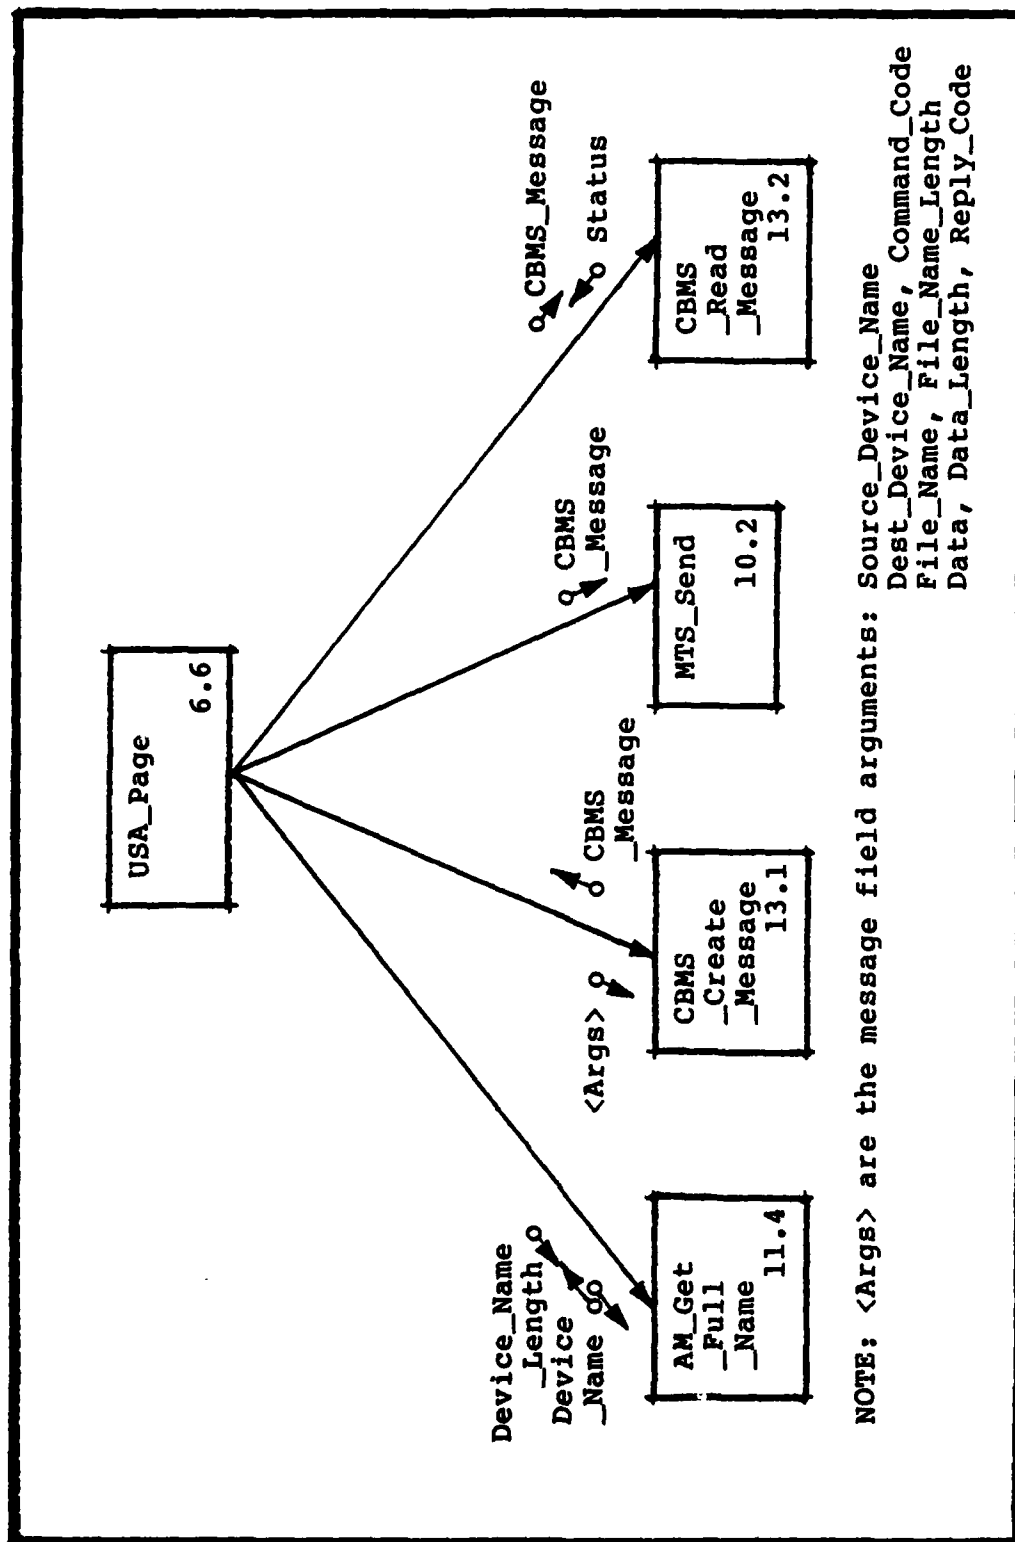 USA_Page
6.6
Device_Name
_Length
Device
_Name
<Args>
CBMS
_Message
CBMS
_Message
CBMS_Message
Status
AM_Get
_Full
_Name
11.4
CBMS
_Create
_Message
13.1
MTS_Send
10.2
CBMS
_Read
_Message
13.2
NOTE: <Args> are the message field arguments: Source_Device_Name
Dest_Device_Name, Command_Code
File_Name, File_Name_Length
Data, Data_Length, Reply_Code